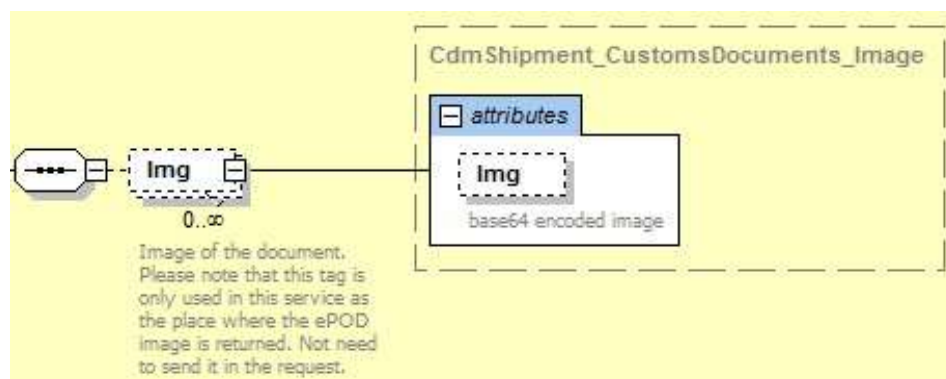 CdmShipment_CustomsDocuments_Image
attributes
Img
Img
0..∞
base64 encoded image
Image of the document.
Please note that this tag is
only used in this service as
the place where the ePOD
image is returned. Not need
to send it in the request.